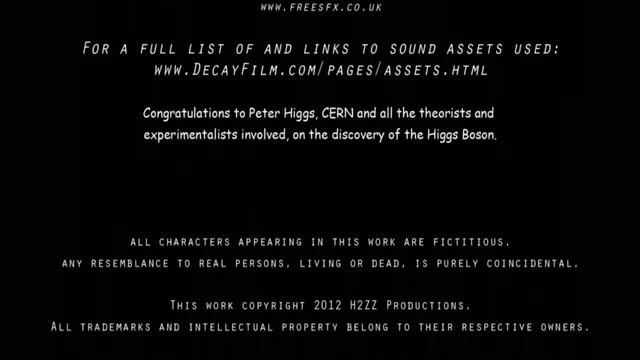 www.freesfx.co.uk
For a full list of and links to sound assets used:
www.DecayFilm.com/pages/assets.html
Congratulations to Peter Higgs, CERN and all the theorists and
experimentalists involved, on the discovery of the Higgs Boson.
All characters appearing in this work are fictitious.
Any resemblance to real persons, living or dead, is purely coincidental.
This work copyright 2012 H2ZZ Productions.
All trademarks and intellectual property belong to their respective owners.